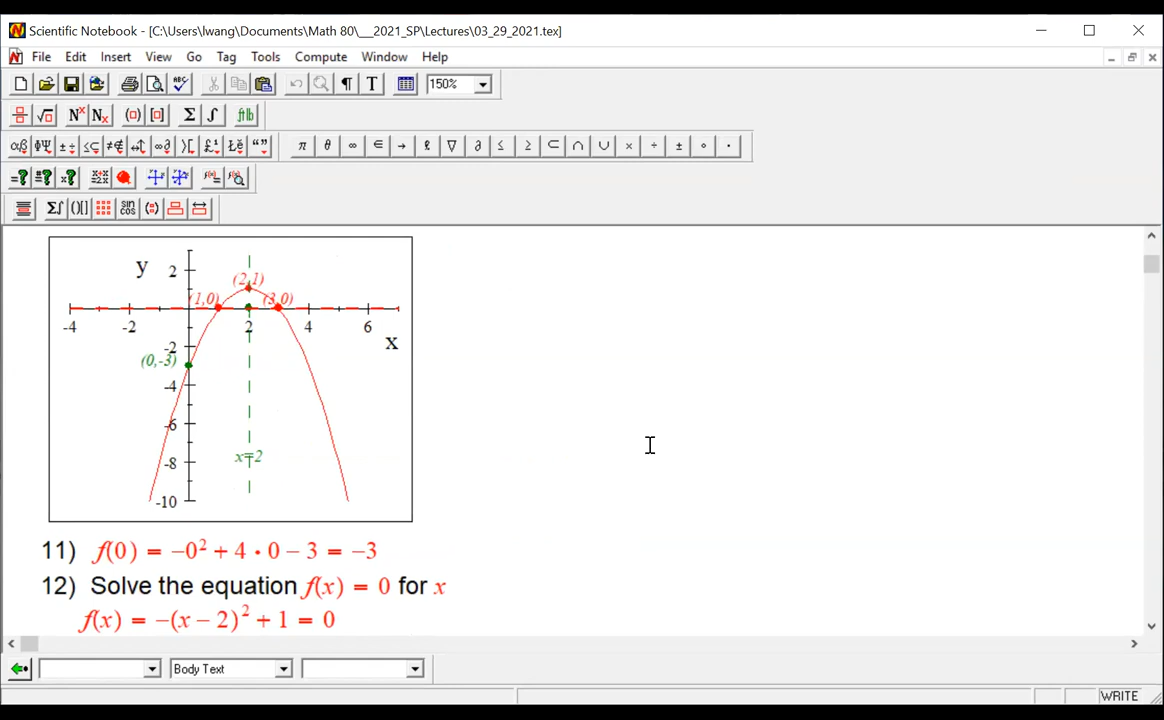 Scientific Notebook - [C:\Users\lwang\Documents\Math 80\__2021_SP\Lectures\03_29_2021.tex]
File Edit Insert View Go Tag Tools Compute Window Help
150%
π θ ∞ ∈ → ℓ ∇ ∂ ≤ ≥ ⊂ ∩ ∪ × ÷ ± ∘ ·
y
2
(2,1)
(1,0) (3,0)
-4 -2 2 4 6
x
-2
(0,-3)
-4
-6
x=2
-8
-10
11) f(0) = −0² + 4 · 0 − 3 = −3
12) Solve the equation f(x) = 0 for x
f(x) = −(x − 2)² + 1 = 0
Body Text
WRITE